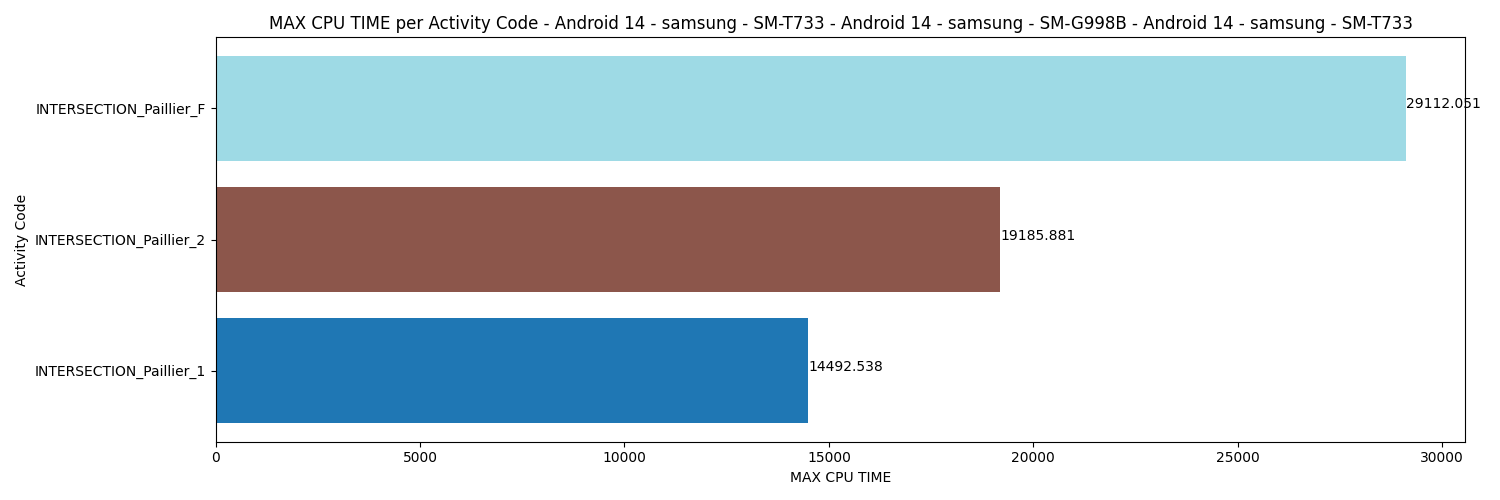 MAX CPU TIME per Activity Code - Android 14 - samsung - SM-T733 - Android 14 - samsung - SM-G998B - Android 14 - samsung - SM-T733
INTERSECTION_Paillier_F
29112.051
INTERSECTION_Paillier_2
19185.881
Activity Code
INTERSECTION_Paillier_1
14492.538
0 5000 10000 15000 20000 25000 30000
MAX CPU TIME